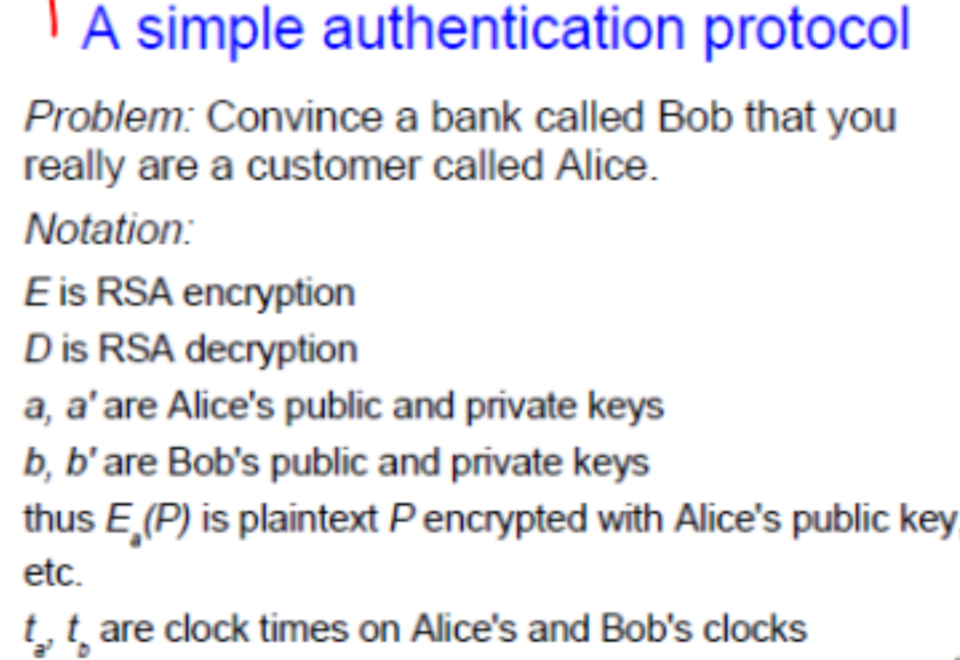 A simple authentication protocol
Problem: Convince a bank called Bob that you
really are a customer called Alice.
Notation:
E is RSA encryption
D is RSA decryption
a, a' are Alice's public and private keys
b, b' are Bob's public and private keys
thus Eₐ(P) is plaintext P encrypted with Alice's public key,
etc.
tₐ, t_b are clock times on Alice's and Bob's clocks